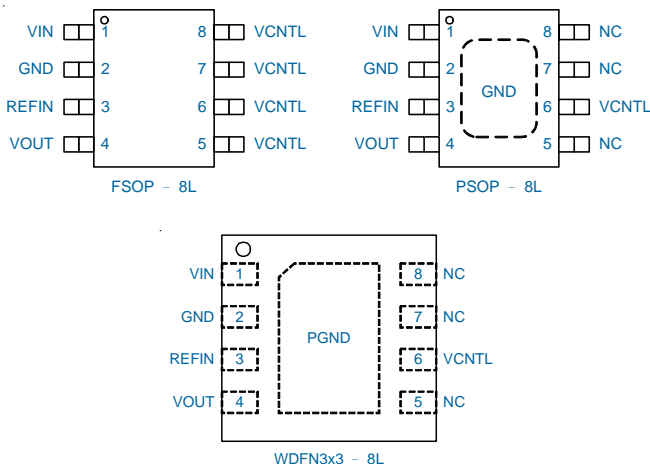 VIN 1 8 VCNTL
GND 2 7 VCNTL
REFIN 3 6 VCNTL
VOUT 4 5 VCNTL
FSOP - 8L
VIN 1 8 NC
GND 2 GND 7 NC
REFIN 3 6 VCNTL
VOUT 4 5 NC
PSOP - 8L
VIN 1 8 NC
GND 2 7 NC
PGND
REFIN 3 6 VCNTL
VOUT 4 5 NC
WDFN3x3 - 8L